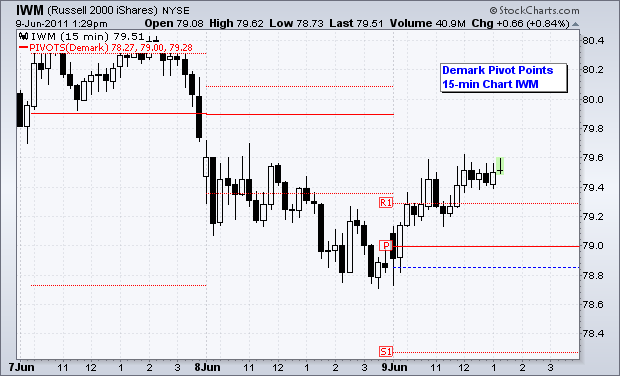 IWM (Russell 2000 iShares) NYSE © StockCharts.com
9-Jun-2011 1:29pm Open 79.08 High 79.62 Low 78.73 Last 79.51 Volume 40.9M Chg +0.66 (+0.84%)
IWM (15 min) 79.51
PIVOTS(Demark) 78.27, 79.00, 79.28
Demark Pivot Points
15-min Chart IWM
80.4
80.2
80.0
79.8
79.6
79.4
79.2
79.0
78.8
78.6
78.4
R1
P
S1
7Jun 11 12 1 2 3 8Jun 11 12 1 2 3 9Jun 11 12 1 2 3